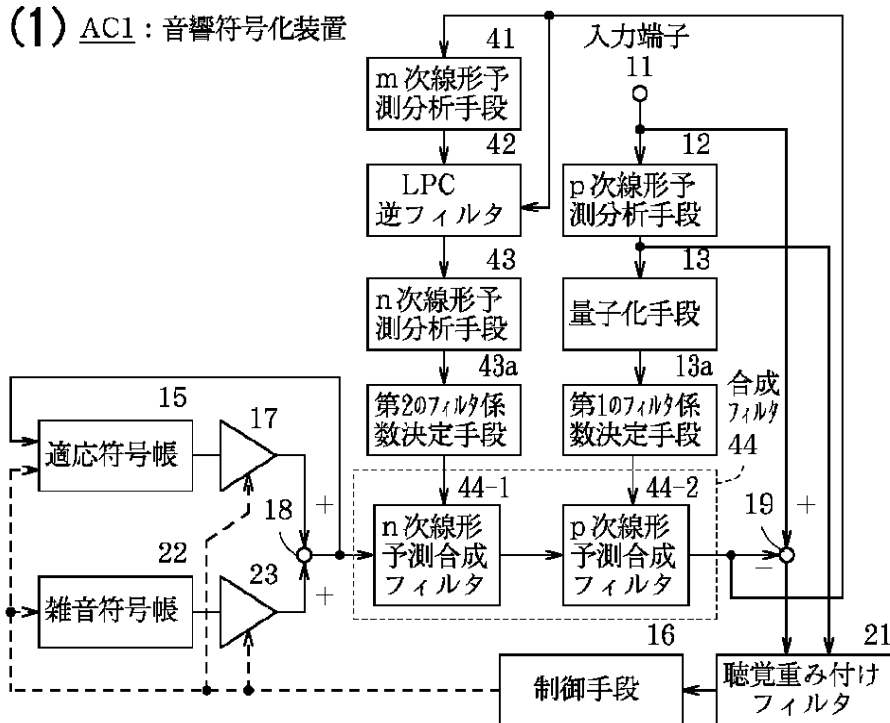 (1) AC1：音響符号化装置
41
m次線形予
測分析手段
入力端子
11
42
LPC
逆フィルタ
12
p次線形予
測分析手段
43
n次線形予
測分析手段
13
量子化手段
43a
第2のフィルタ係
数決定手段
13a
第1のフィルタ係
数決定手段
合成
フィルタ
44
15
適応符号帳
17
+
18
+
22
雑音符号帳
23
44-1
n次線形
予測合成
フィルタ
44-2
p次線形
予測合成
フィルタ
19
+
−
16
制御手段
21
聴覚重み付け
フィルタ